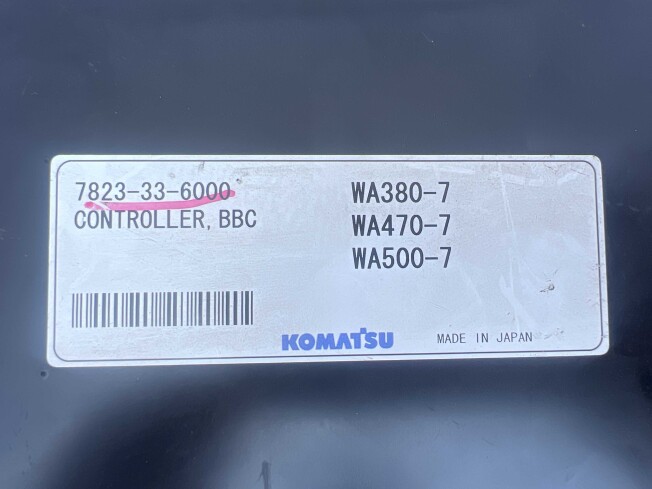 7823-33-6000
CONTROLLER, BBC
WA380-7
WA470-7
WA500-7
KOMATSU
MADE IN JAPAN